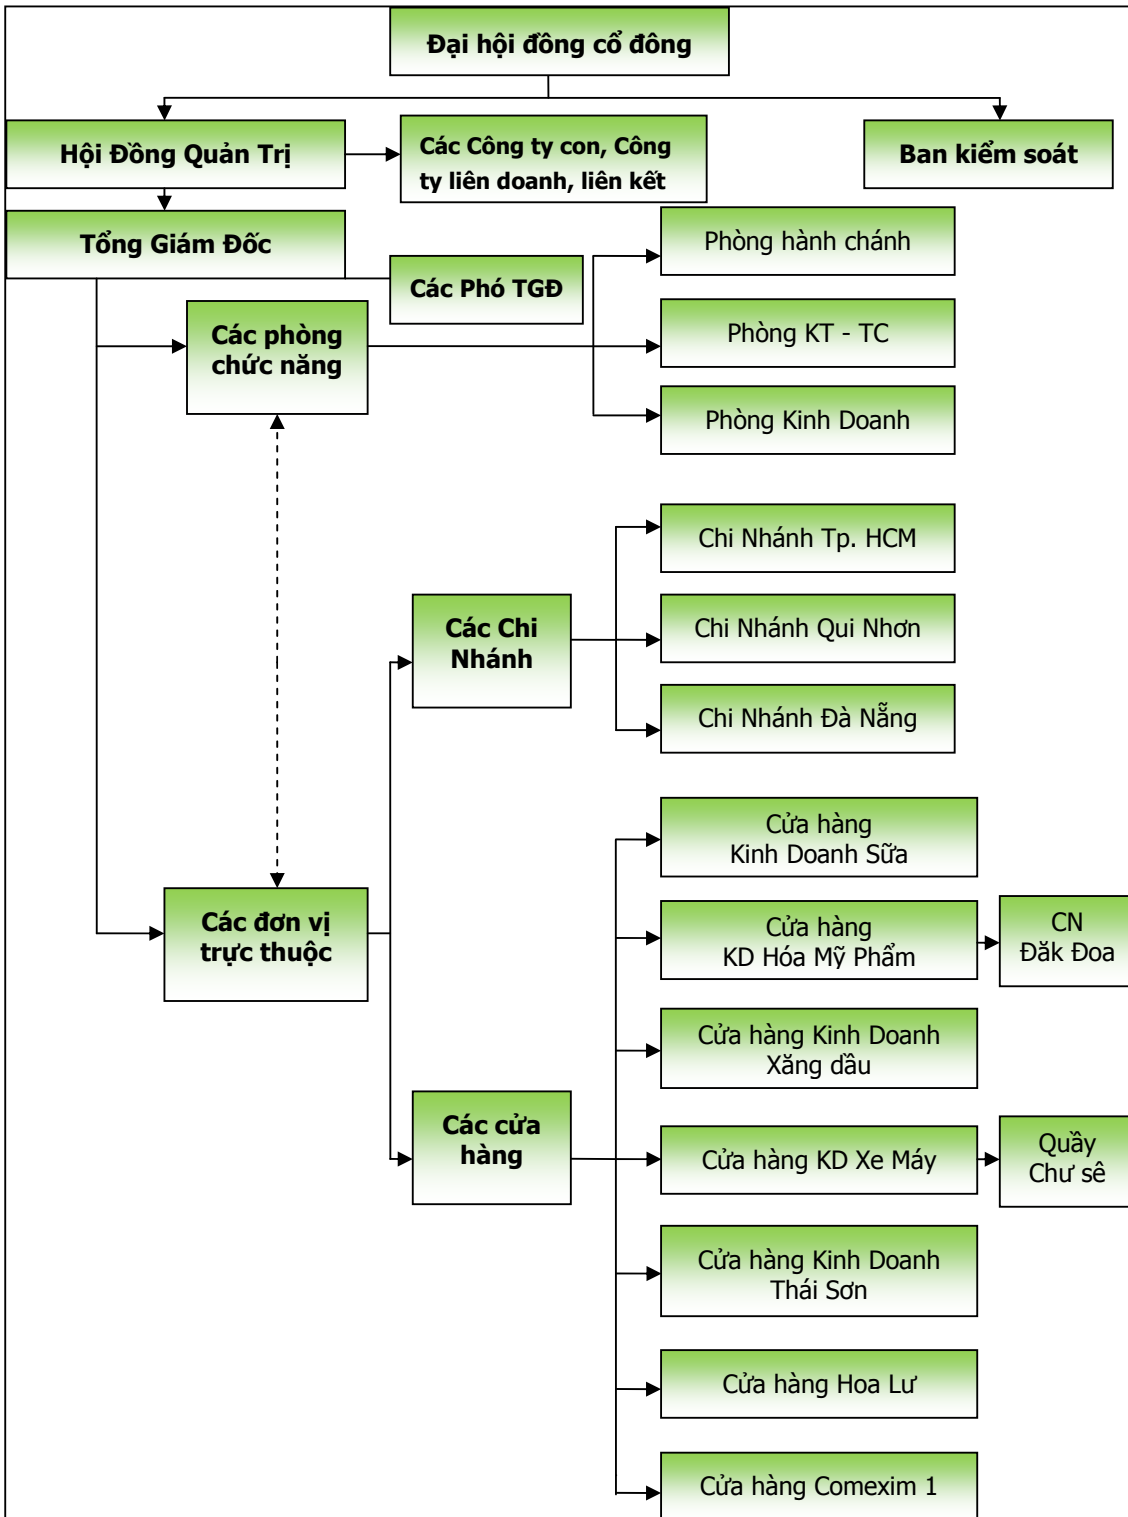 Đại hội đồng cổ đông
Hội Đồng Quản Trị
Các Công ty con, Công
ty liên doanh, liên kết
Ban kiểm soát
Tổng Giám Đốc
Các Phó TGĐ
Phòng hành chánh
Các phòng
chức năng
Phòng KT - TC
Phòng Kinh Doanh
Chi Nhánh Tp. HCM
Các Chi
Nhánh
Chi Nhánh Qui Nhơn
Chi Nhánh Đà Nẵng
Cửa hàng
Kinh Doanh Sữa
Các đơn vị
trực thuộc
Cửa hàng
KD Hóa Mỹ Phẩm
CN
Đăk Đoa
Cửa hàng Kinh Doanh
Xăng dầu
Các cửa
hàng
Cửa hàng KD Xe Máy
Quầy
Chư sê
Cửa hàng Kinh Doanh
Thái Sơn
Cửa hàng Hoa Lư
Cửa hàng Comexim 1